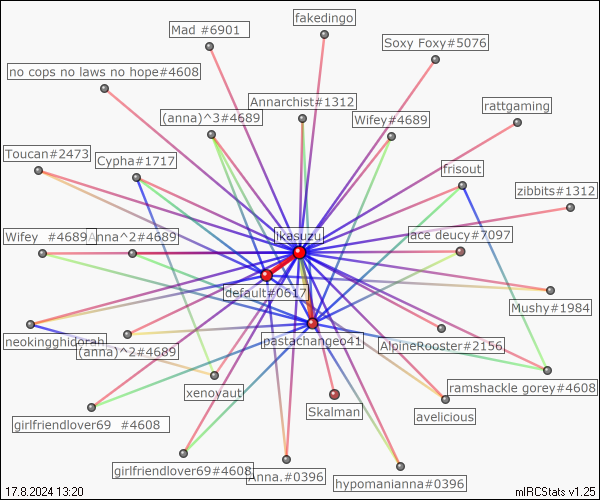 fakedingo
Mad #6901
Soxy Foxy#5076
no cops no laws no hope#4608
Annarchist#1312
rattgaming
(anna)^3#4689
Wifey#4689
Toucan#2473
Cypha#1717
frisout
zibbits#1312
Wifey  #4689
nna^2#4689
Ikasuzu
ace deucy#7097
default#0617
Mushy#1984
neokingghidorah
(anna)^2#4689
pastachangeo41
AlpineRooster#2156
xenoyaut
ramshackle gorey#4608
Skalman
avelicious
girlfriendlover69  #4608
girlfriendlover69#4608
Anna.#0396
hypomanianna#0396
17.8.2024 13:20
mIRCStats v1.25